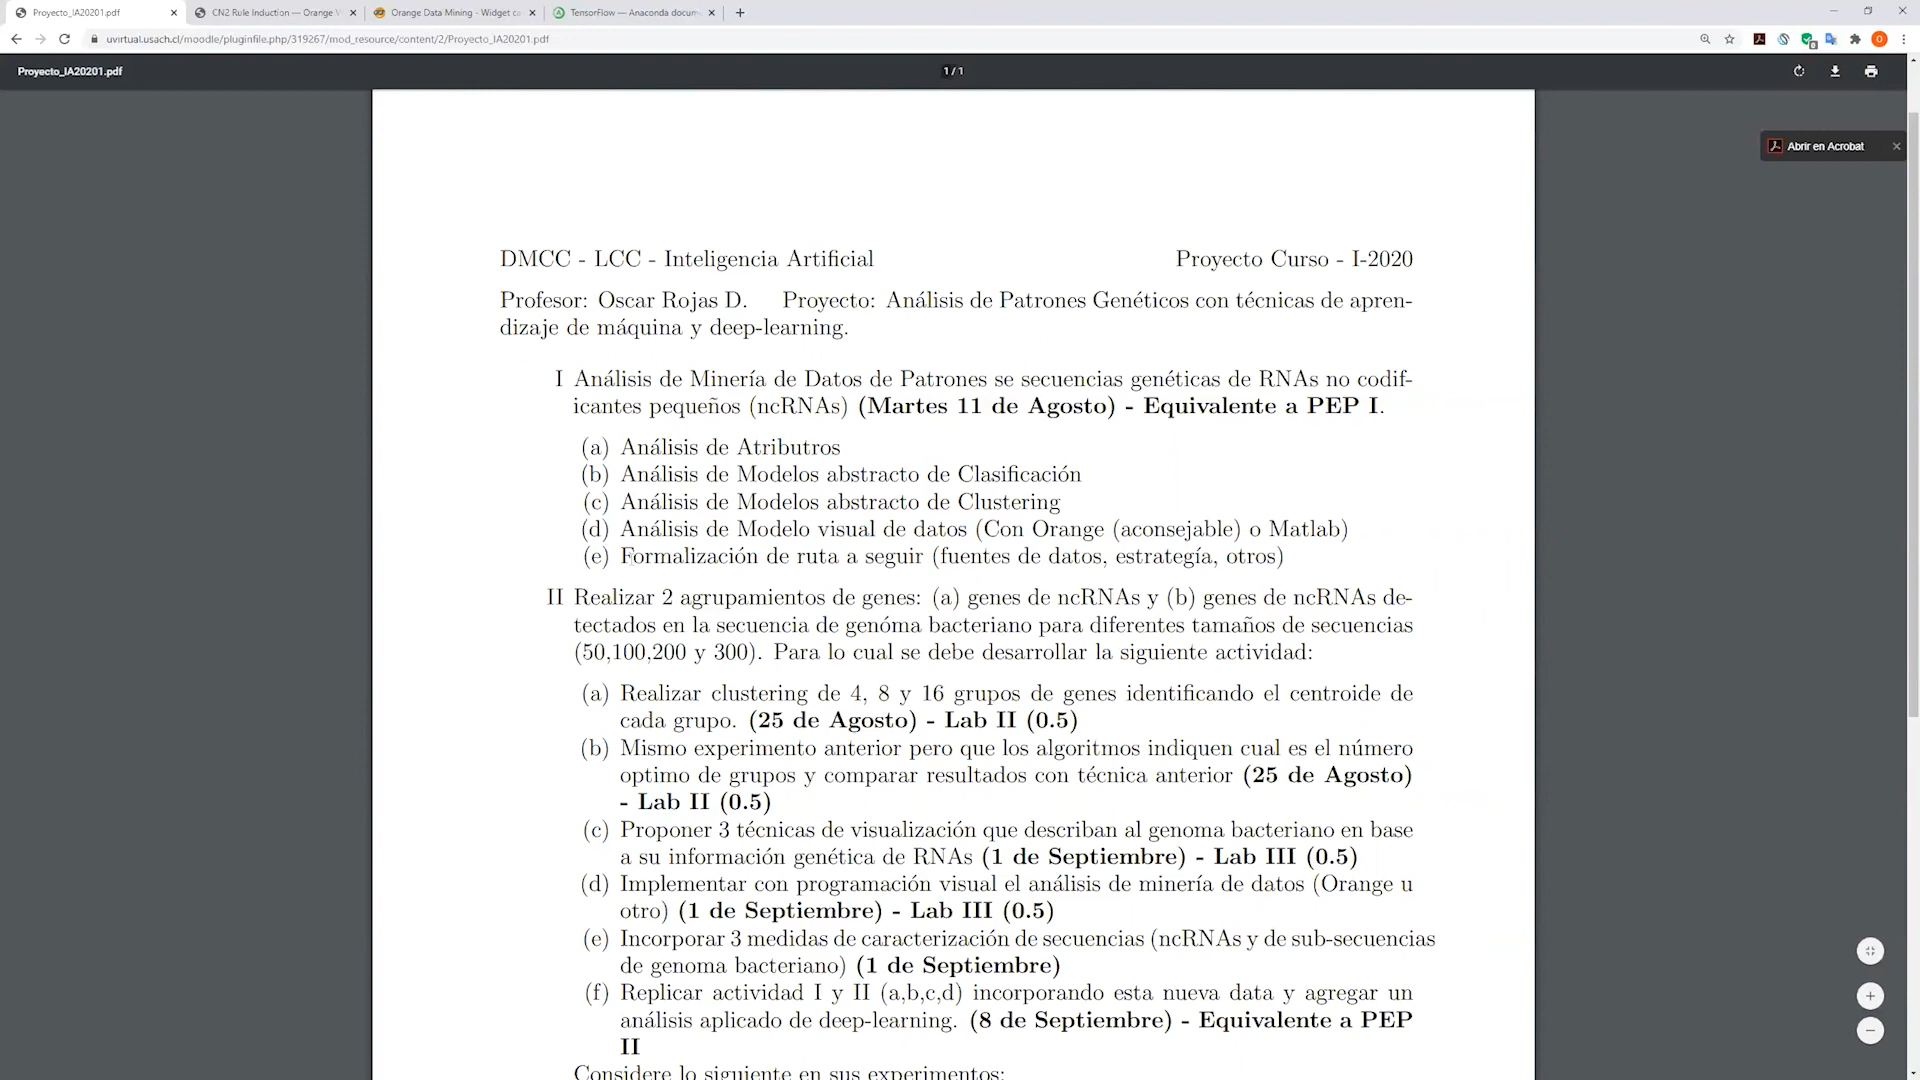 Proyecto_IA20201.pdf
CN2 Rule Induction — Orange V
Orange Data Mining - Widget ca
TensorFlow — Anaconda docum
uvirtual.usach.cl/moodle/pluginfile.php/319267/mod_resource/content/2/Proyecto_IA20201.pdf
Proyecto_IA20201.pdf
1 / 1
Abrir en Acrobat
DMCC - LCC - Inteligencia Artificial
Proyecto Curso - I-2020
Profesor: Oscar Rojas D. Proyecto: Análisis de Patrones Genéticos con técnicas de apren-
dizaje de máquina y deep-learning.
I Análisis de Minería de Datos de Patrones se secuencias genéticas de RNAs no codif-
icantes pequeños (ncRNAs) (Martes 11 de Agosto) - Equivalente a PEP I.
(a) Análisis de Atributros
(b) Análisis de Modelos abstracto de Clasificación
(c) Análisis de Modelos abstracto de Clustering
(d) Análisis de Modelo visual de datos (Con Orange (aconsejable) o Matlab)
(e) Formalización de ruta a seguir (fuentes de datos, estrategía, otros)
II Realizar 2 agrupamientos de genes: (a) genes de ncRNAs y (b) genes de ncRNAs de-
tectados en la secuencia de genóma bacteriano para diferentes tamaños de secuencias
(50,100,200 y 300). Para lo cual se debe desarrollar la siguiente actividad:
(a) Realizar clustering de 4, 8 y 16 grupos de genes identificando el centroide de
cada grupo. (25 de Agosto) - Lab II (0.5)
(b) Mismo experimento anterior pero que los algoritmos indiquen cual es el número
optimo de grupos y comparar resultados con técnica anterior (25 de Agosto)
- Lab II (0.5)
(c) Proponer 3 técnicas de visualización que describan al genoma bacteriano en base
a su información genética de RNAs (1 de Septiembre) - Lab III (0.5)
(d) Implementar con programación visual el análisis de minería de datos (Orange u
otro) (1 de Septiembre) - Lab III (0.5)
(e) Incorporar 3 medidas de caracterización de secuencias (ncRNAs y de sub-secuencias
de genoma bacteriano) (1 de Septiembre)
(f) Replicar actividad I y II (a,b,c,d) incorporando esta nueva data y agregar un
análisis aplicado de deep-learning. (8 de Septiembre) - Equivalente a PEP
II
Considere lo siguiente en sus experimentos: